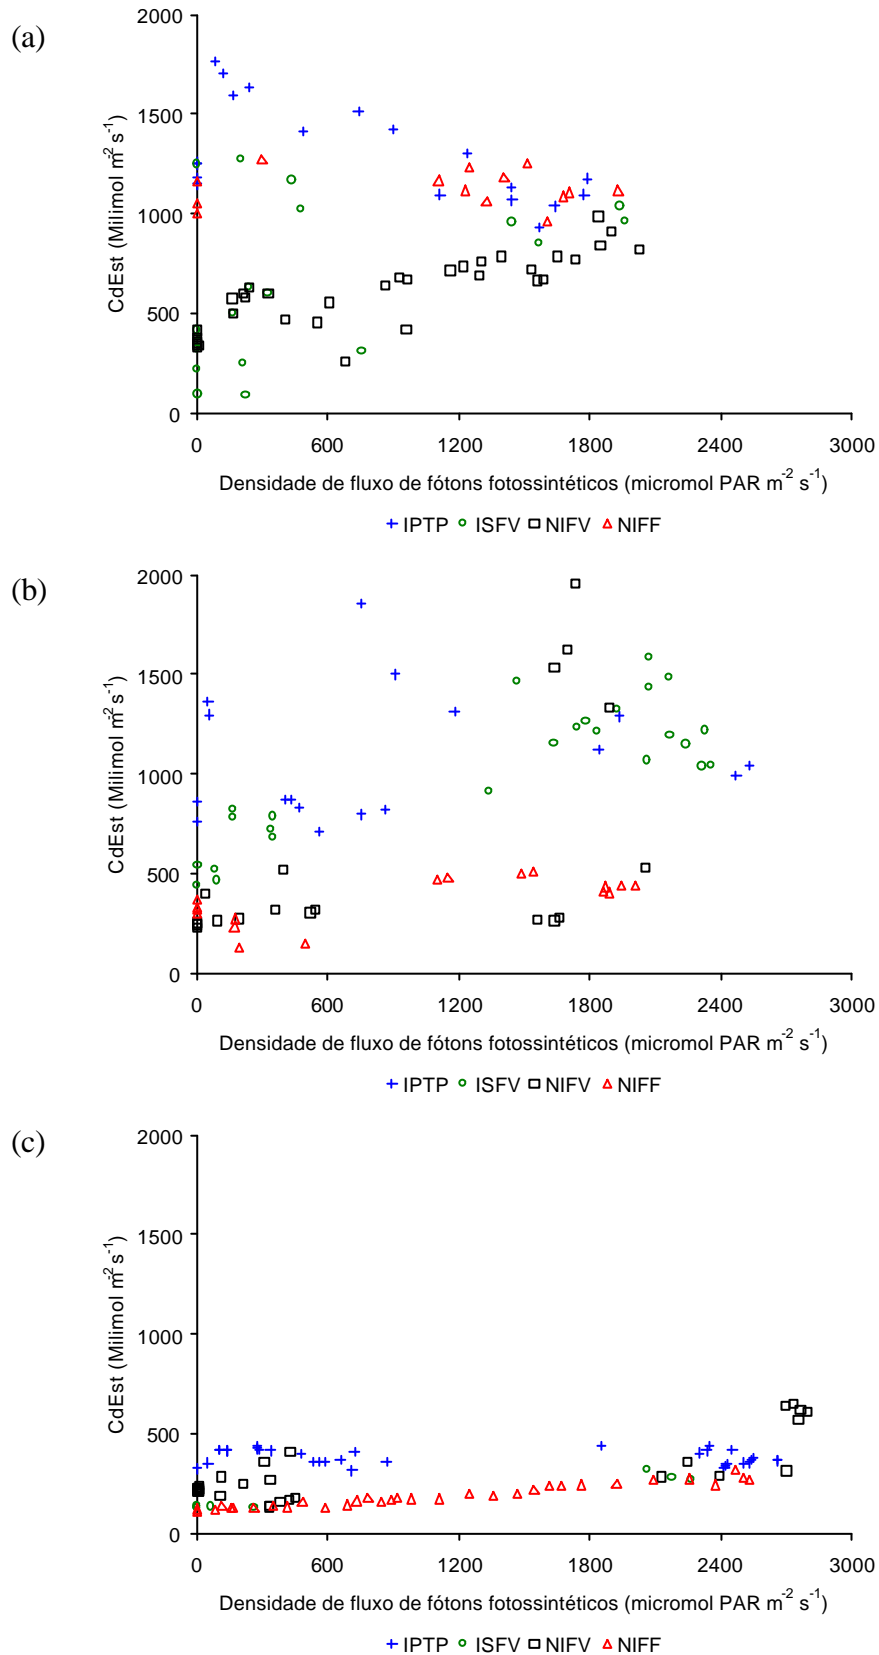 (a)
2000
1500
1000
500
0
CdEst (Milimol m-2 s-1)
0 600 1200 1800 2400 3000
Densidade de fluxo de fótons fotossintéticos (micromol PAR m-2 s-1)
IPTP ISFV NIFV NIFF
(b)
2000
1500
1000
500
0
CdEst (Milimol m-2 s-1)
0 600 1200 1800 2400 3000
Densidade de fluxo de fótons fotossintéticos (micromol PAR m-2 s-1)
IPTP ISFV NIFV NIFF
(c)
2000
1500
1000
500
0
CdEst (Milimol m-2 s-1)
0 600 1200 1800 2400 3000
Densidade de fluxo de fótons fotossintéticos (micromol PAR m-2 s-1)
IPTP ISFV NIFV NIFF